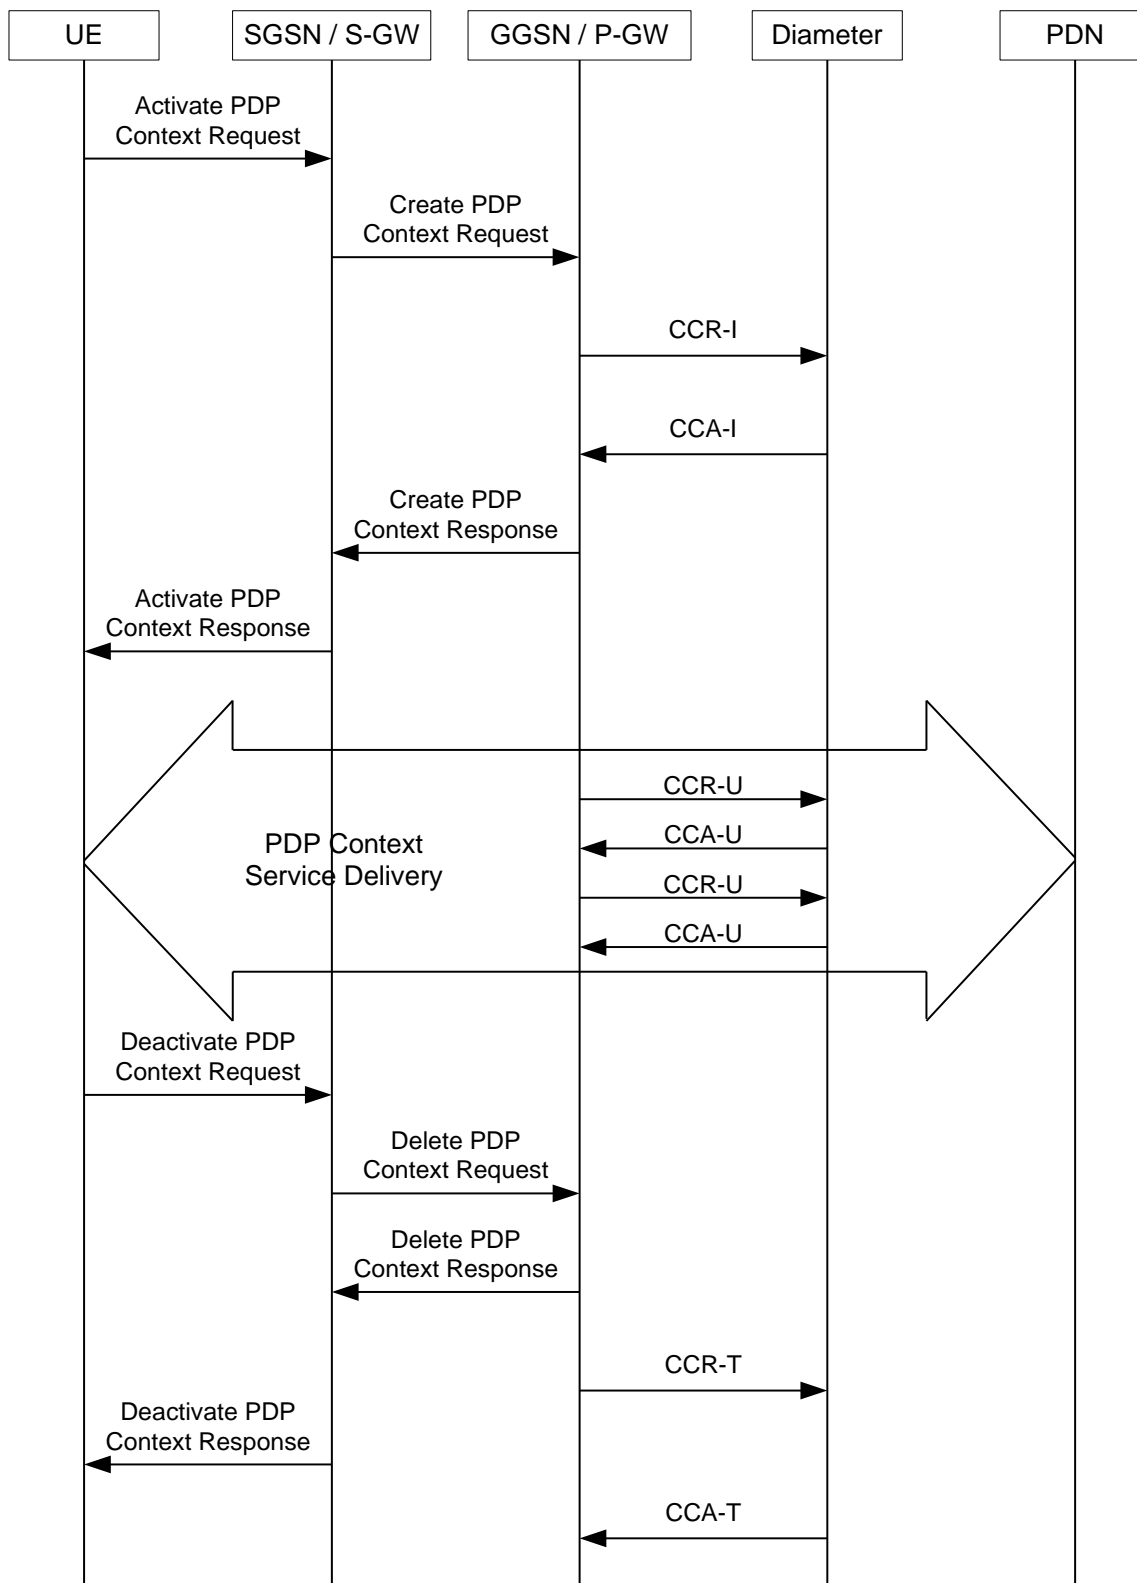 UE
SGSN / S-GW
GGSN / P-GW
Diameter
PDN
Activate PDP
Context Request
Create PDP
Context Request
CCR-I
CCA-I
Create PDP
Context Response
Activate PDP
Context Response
CCR-U
PDP Context
Service Delivery
CCA-U
CCR-U
CCA-U
Deactivate PDP
Context Request
Delete PDP
Context Request
Delete PDP
Context Response
CCR-T
Deactivate PDP
Context Response
CCA-T